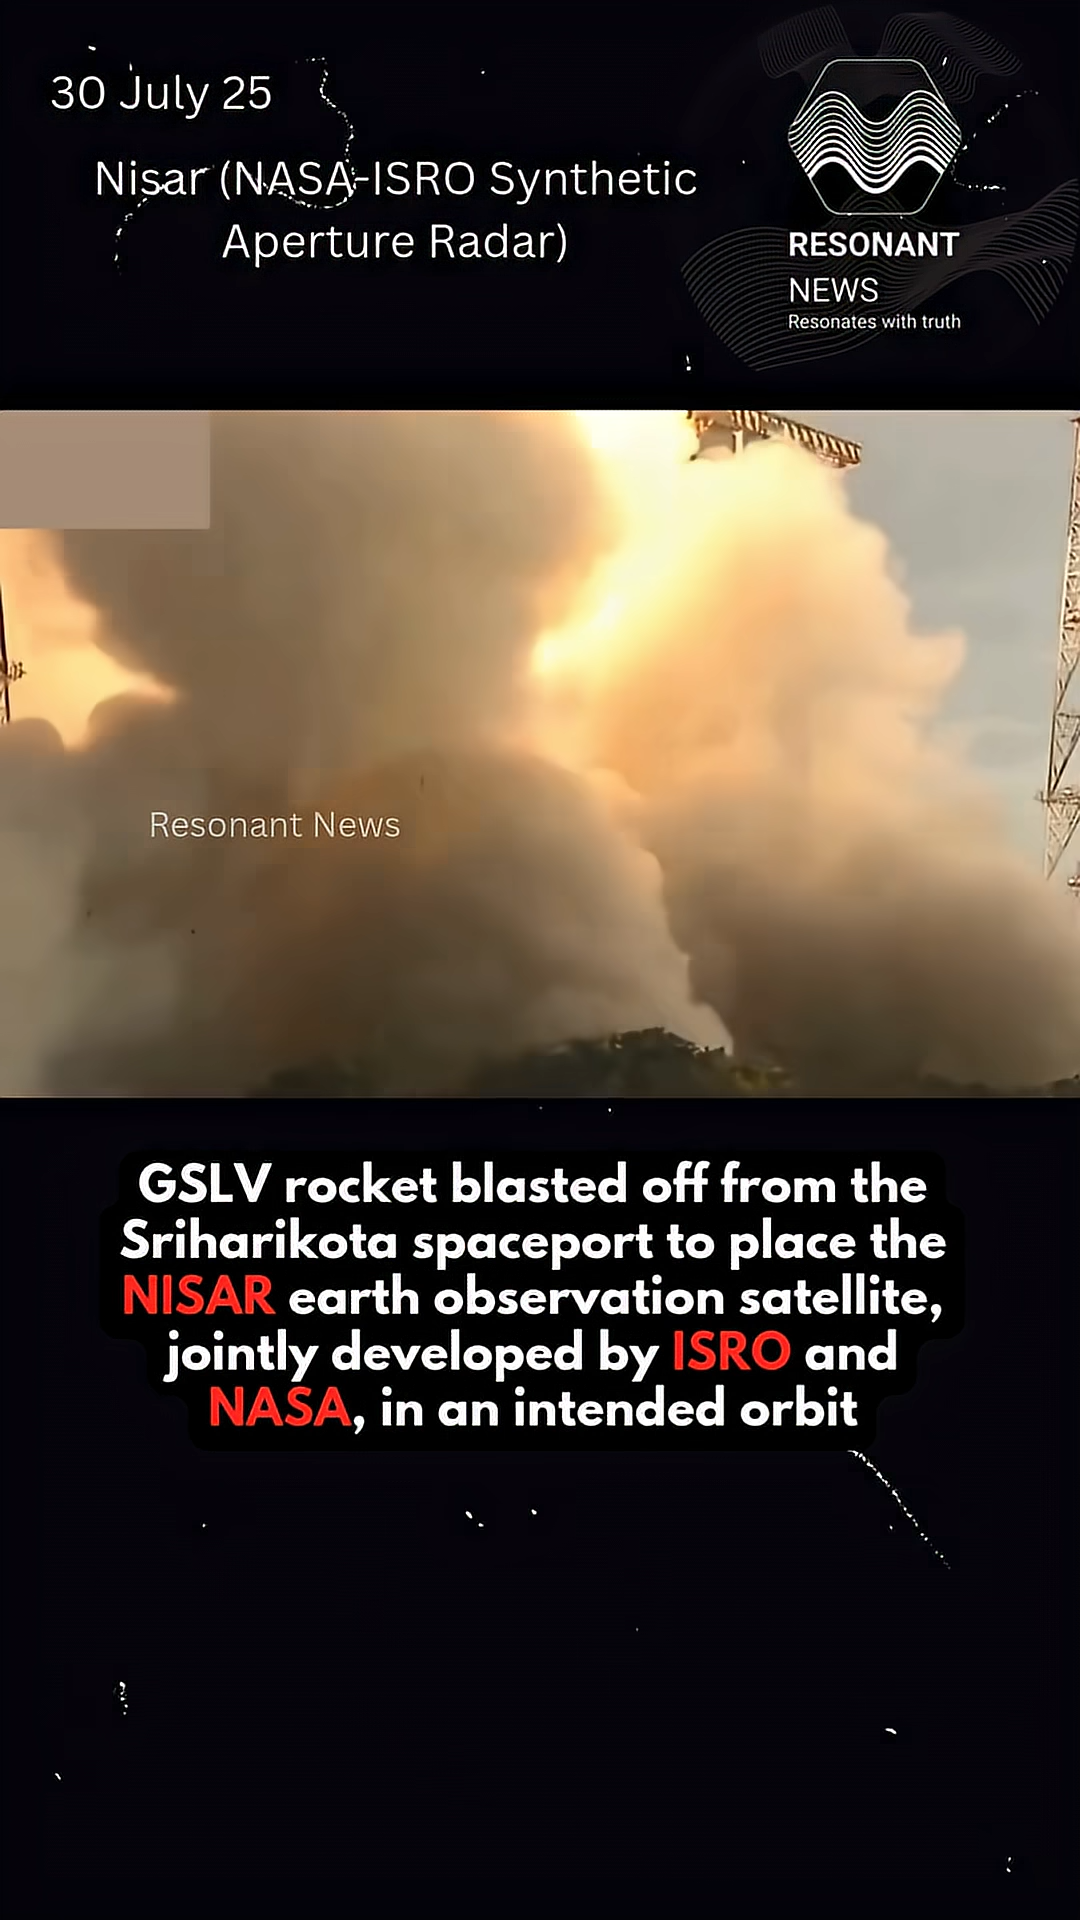 30 July 25
Nisar (NASA-ISRO Synthetic
Aperture Radar)
RESONANT
NEWS
Resonates with truth
Resonant News
GSLV rocket blasted off from the
Sriharikota spaceport to place the
NISAR earth observation satellite,
jointly developed by ISRO and
NASA, in an intended orbit